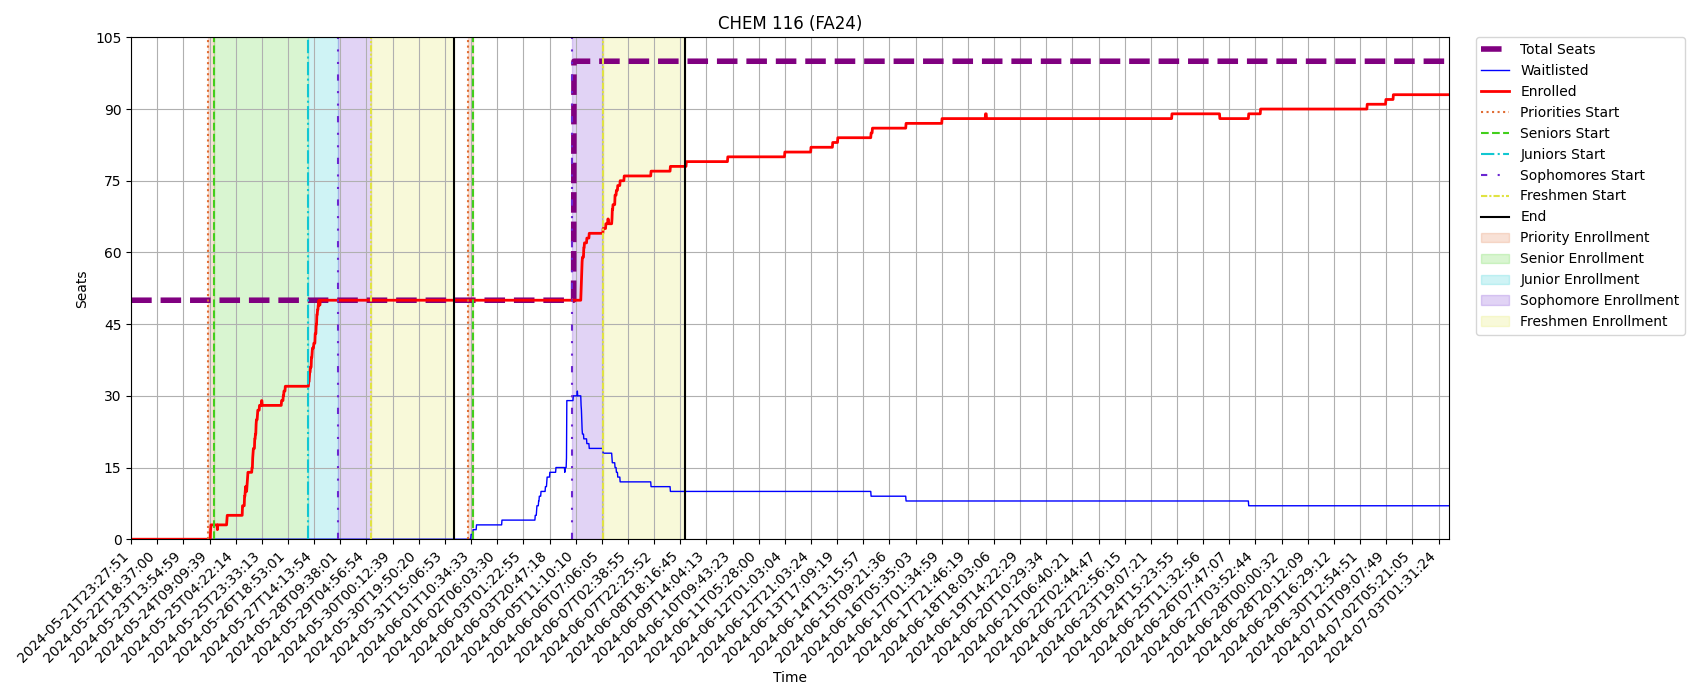 CHEM 116 (FA24)
105
90
75
60
45
30
15
0
Seats
2024-05-21T23:27:51
2024-05-22T18:37:00
2024-05-23T13:54:59
2024-05-24T09:09:39
2024-05-25T04:22:14
2024-05-25T23:33:13
2024-05-26T18:53:01
2024-05-27T14:13:54
2024-05-28T09:38:01
2024-05-29T04:56:54
2024-05-30T00:12:39
2024-05-30T19:50:20
2024-05-31T15:06:53
2024-06-01T10:34:33
2024-06-02T06:03:30
2024-06-03T01:22:55
2024-06-03T20:47:18
2024-06-05T11:10:10
2024-06-06T07:06:05
2024-06-07T02:38:55
2024-06-07T22:25:52
2024-06-08T18:16:45
2024-06-09T14:04:13
2024-06-10T09:43:23
2024-06-11T05:28:00
2024-06-12T01:03:04
2024-06-13T17:09:19
2024-06-14T13:15:57
2024-06-15T09:21:36
2024-06-16T05:35:03
2024-06-17T01:34:59
2024-06-17T21:46:19
2024-06-18T18:03:06
2024-06-19T14:22:29
2024-06-20T10:29:34
2024-06-21T06:40:21
2024-06-22T02:44:47
2024-06-22T22:56:15
2024-06-23T19:07:21
2024-06-24T15:23:55
2024-06-25T11:32:56
2024-06-26T07:47:07
2024-06-27T03:52:44
2024-06-28T00:00:32
2024-06-28T20:12:09
2024-06-29T16:29:12
2024-06-30T12:54:51
2024-07-01T09:07:49
2024-07-02T05:21:05
2024-07-03T01:31:24
Time
Total Seats
Waitlisted
Enrolled
Priorities Start
Seniors Start
Juniors Start
Sophomores Start
Freshmen Start
End
Priority Enrollment
Senior Enrollment
Junior Enrollment
Sophomore Enrollment
Freshmen Enrollment